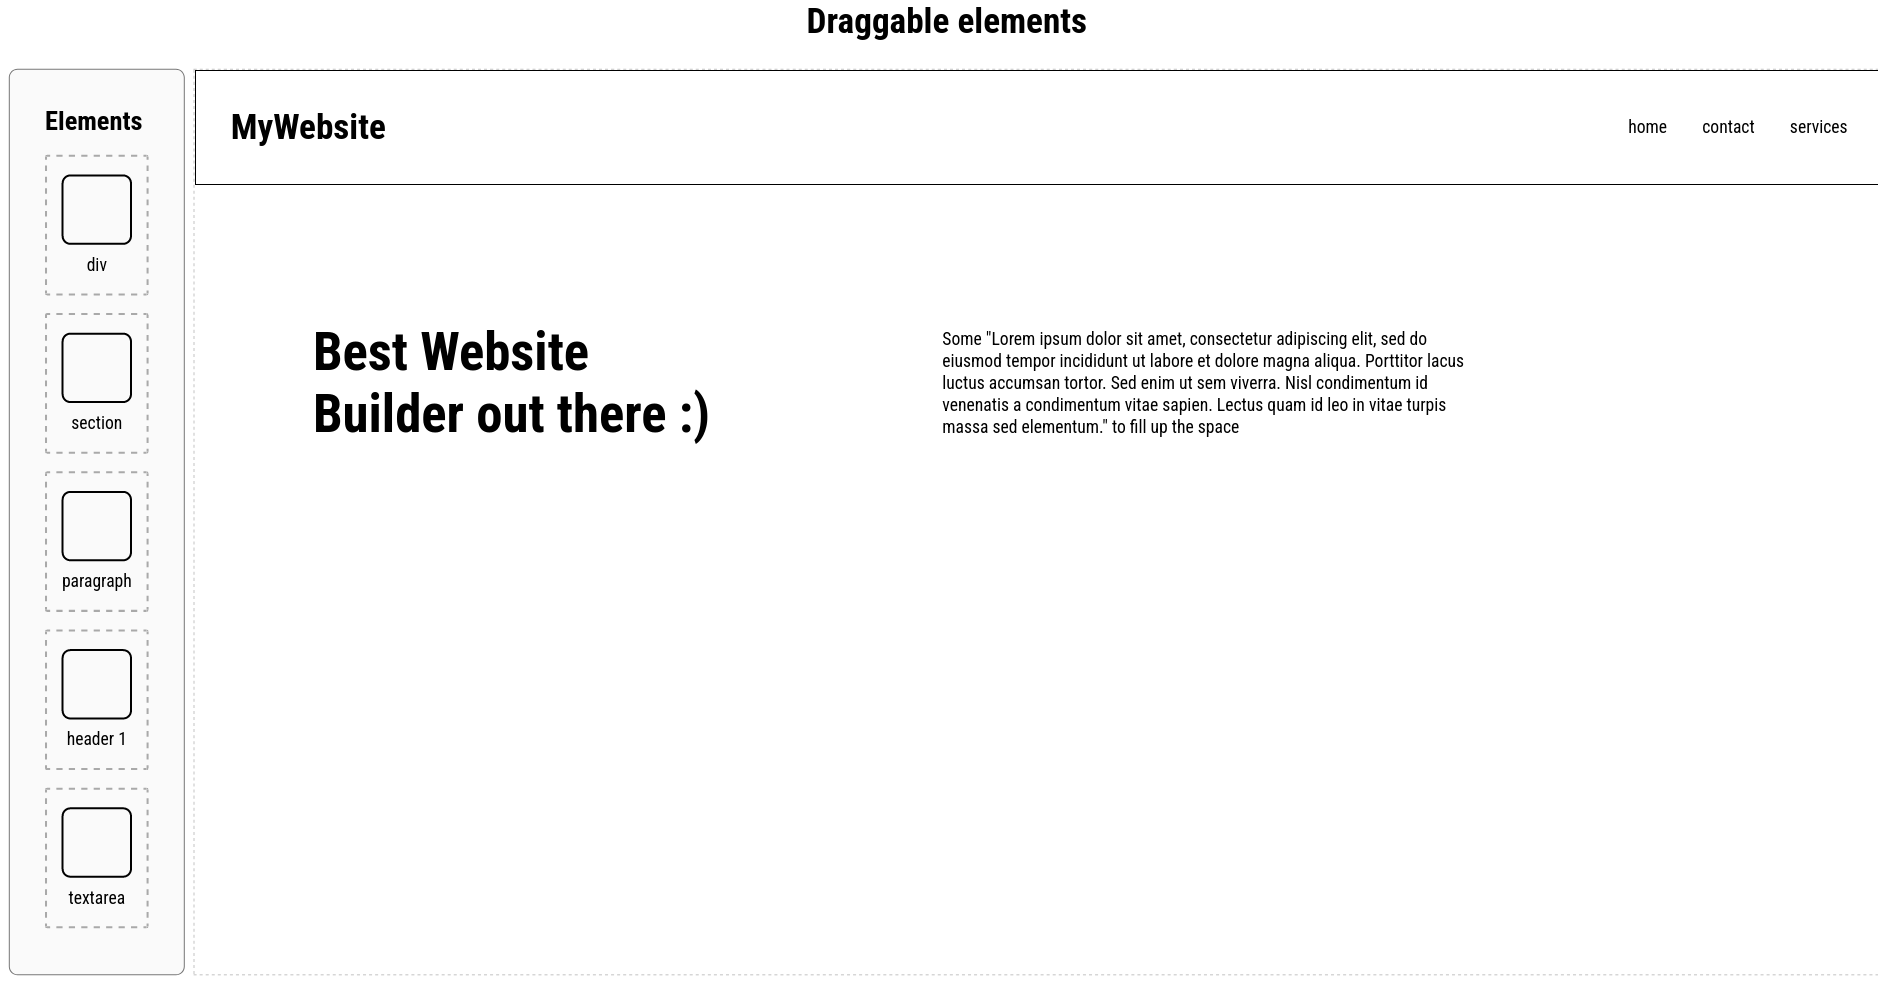 Draggable elements
Elements
div
section
paragraph
header 1
textarea
MyWebsite
home contact services
Best Website
Builder out there :)
Some "Lorem ipsum dolor sit amet, consectetur adipiscing elit, sed do
eiusmod tempor incididunt ut labore et dolore magna aliqua. Porttitor lacus
luctus accumsan tortor. Sed enim ut sem viverra. Nisl condimentum id
venenatis a condimentum vitae sapien. Lectus quam id leo in vitae turpis
massa sed elementum." to fill up the space